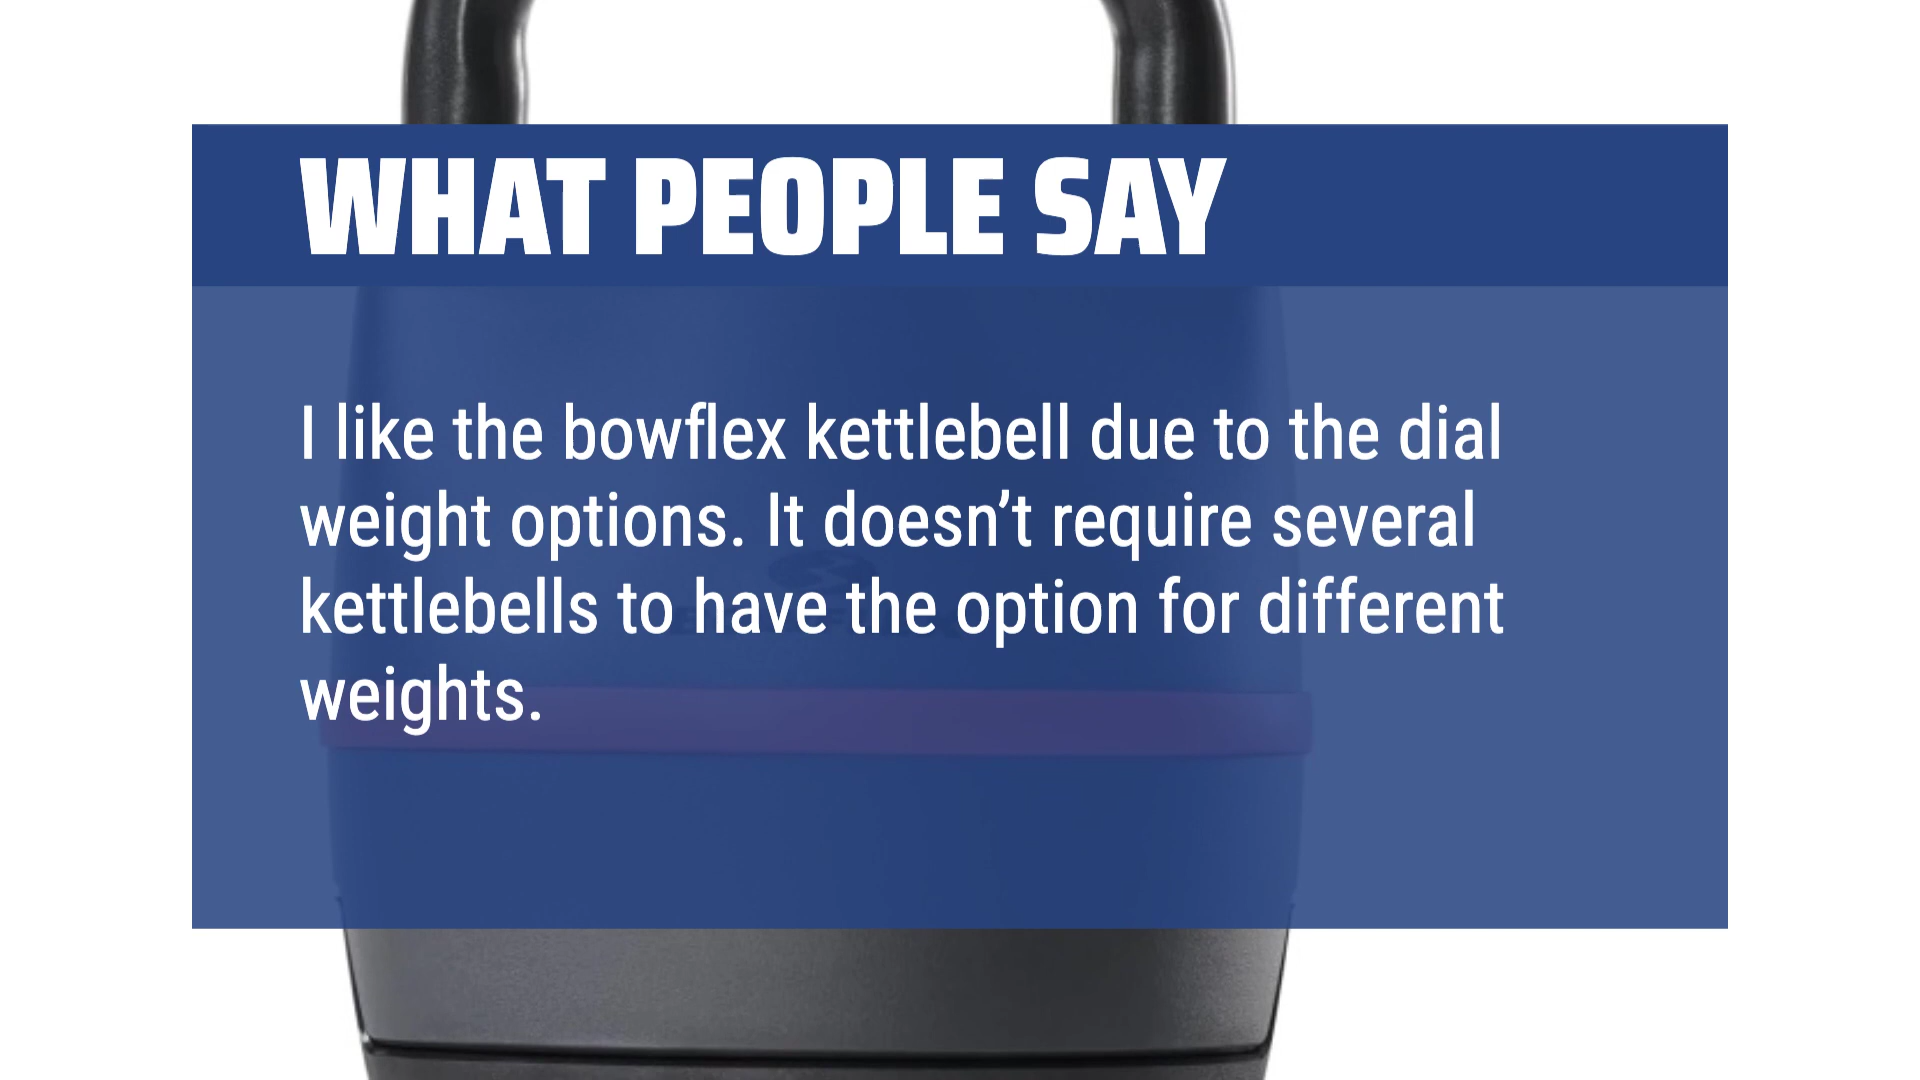 WHAT PEOPLE SAY
I like the bowflex kettlebell due to the dial
weight options. It doesn’t require several
kettlebells to have the option for different
weights.